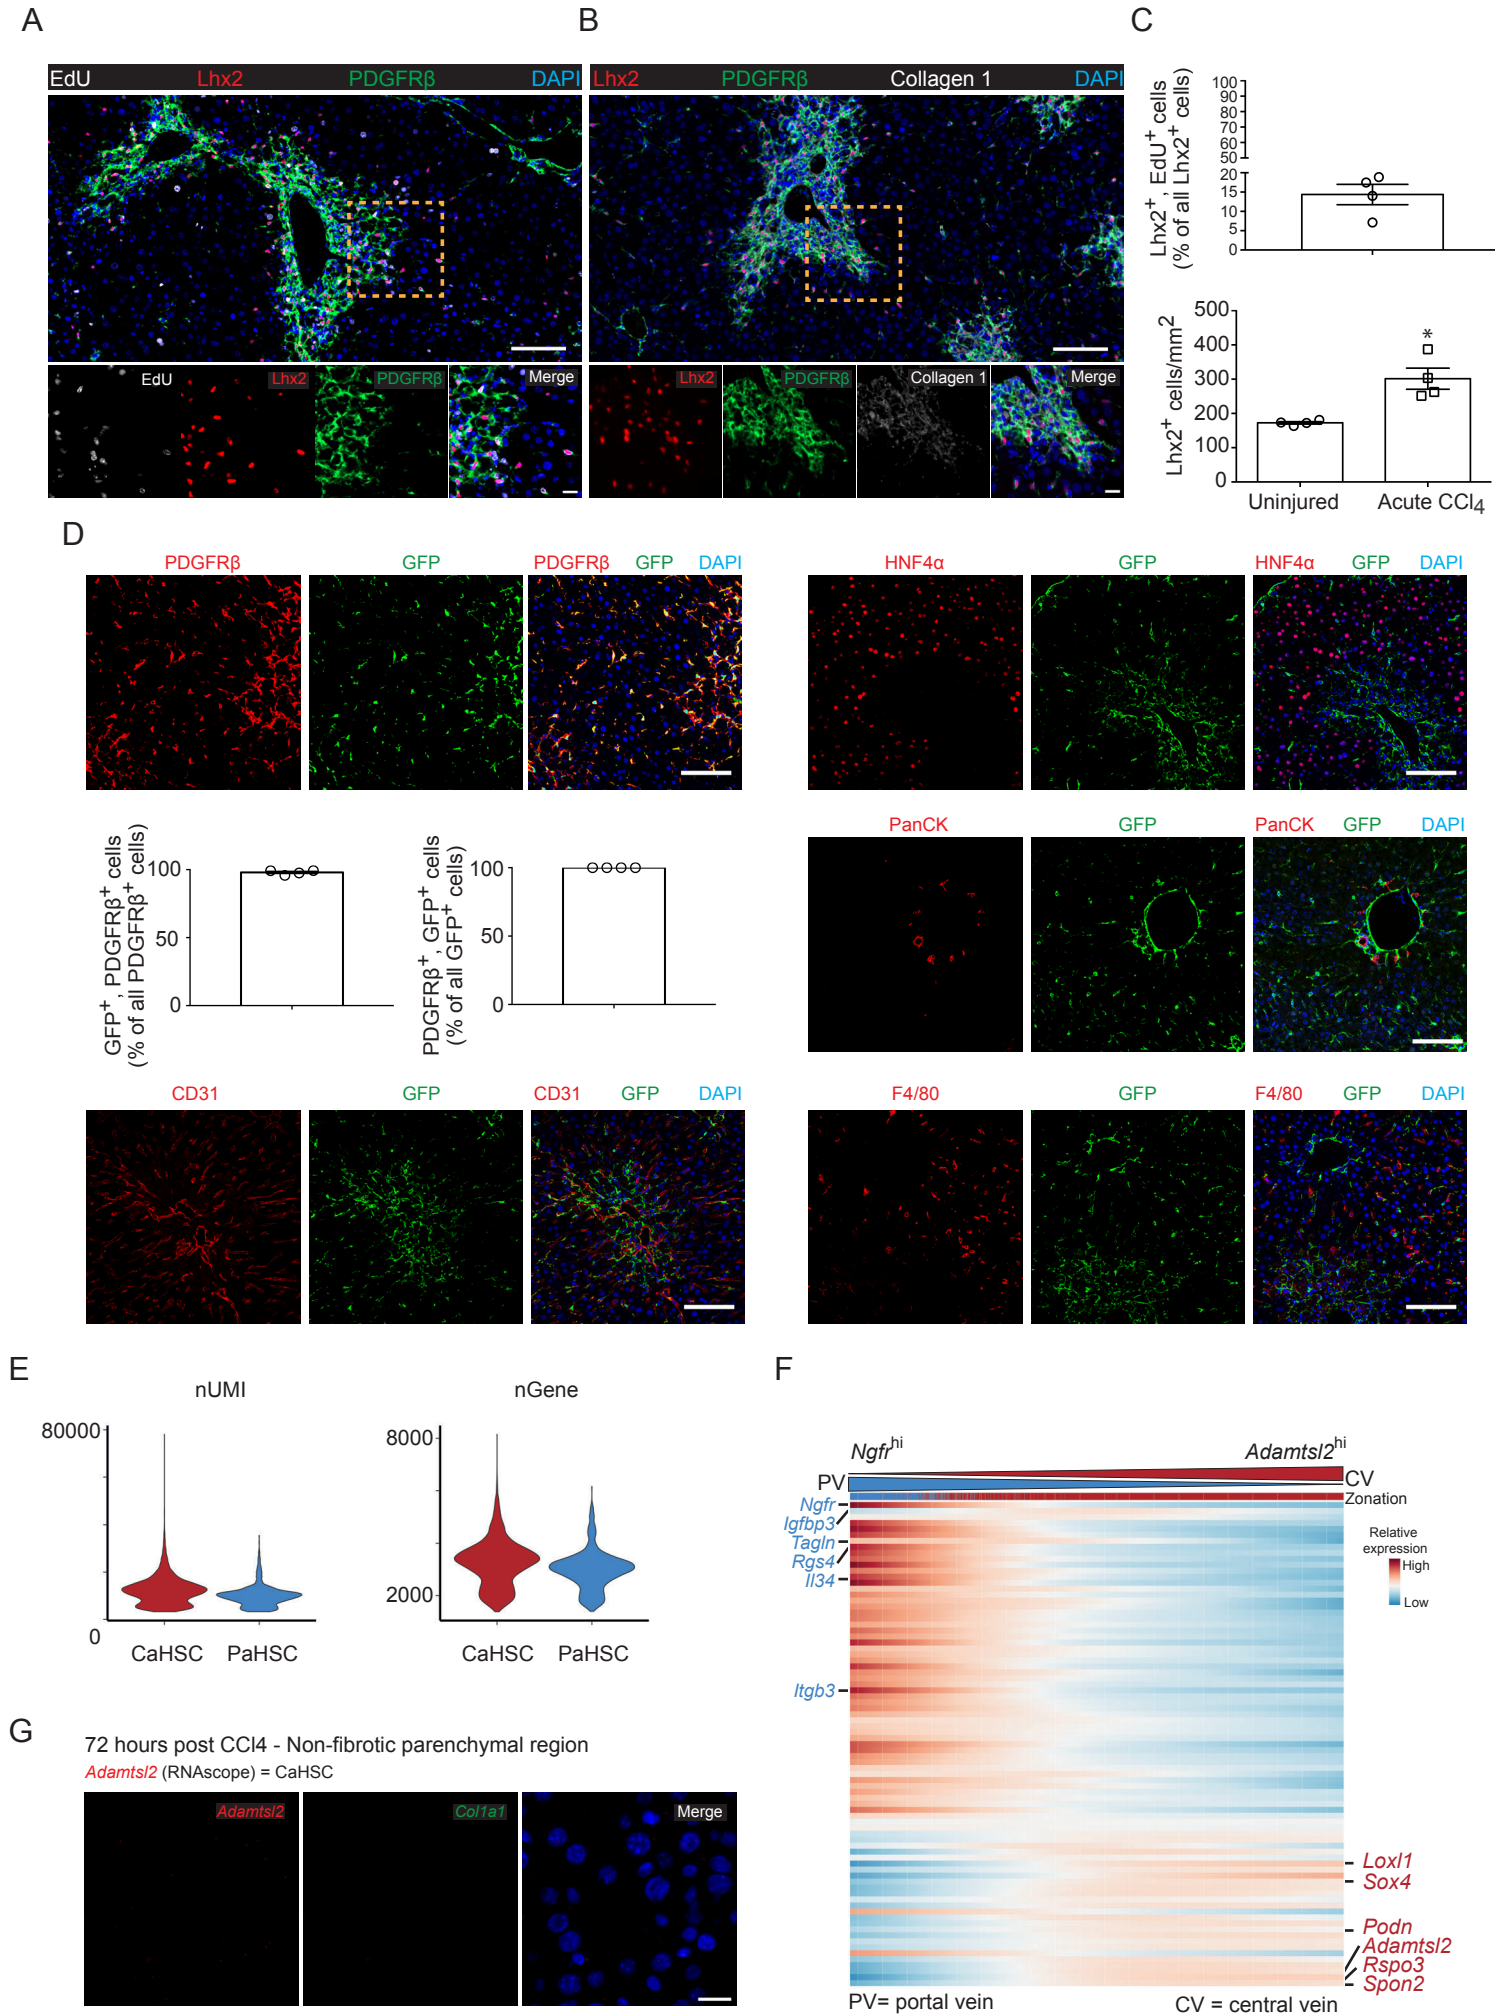 A
EdU Lhx2 PDGFRβ DAPI
EdU Lhx2 PDGFRβ Merge
B
Lhx2 PDGFRβ Collagen 1 DAPI
Lhx2 PDGFRβ Collagen 1 Merge
C
Lhx2+, EdU+ cells
(% of all Lhx2+ cells)
100
90
80
70
60
50
20
15
10
5
0
Lhx2+ cells/mm2
500
400
300
200
100
0
*
Uninjured Acute CCl4
D
PDGFRβ GFP PDGFRβ GFP DAPI
HNF4α GFP HNF4α GFP DAPI
GFP+, PDGFRβ+ cells
(% of all PDGFRβ+ cells)
100
50
0
PDGFRβ+, GFP+ cells
(% of all GFP+ cells)
100
50
0
PanCK GFP PanCK GFP DAPI
CD31 GFP CD31 GFP DAPI
F4/80 GFP F4/80 GFP DAPI
E
nUMI
80000
0
CaHSC PaHSC
nGene
8000
2000
CaHSC PaHSC
F
Ngfrhi Adamtsl2hi
PV CV
Zonation
Ngfr
Igfbp3
Tagln
Rgs4
Il34
Itgb3
Relative
expression
High
Low
Loxl1
Sox4
Podn
Adamtsl2
Rspo3
Spon2
PV= portal vein CV = central vein
G
72 hours post CCl4 - Non-fibrotic parenchymal region
Adamtsl2 (RNAscope) = CaHSC
Adamtsl2 Col1a1 Merge